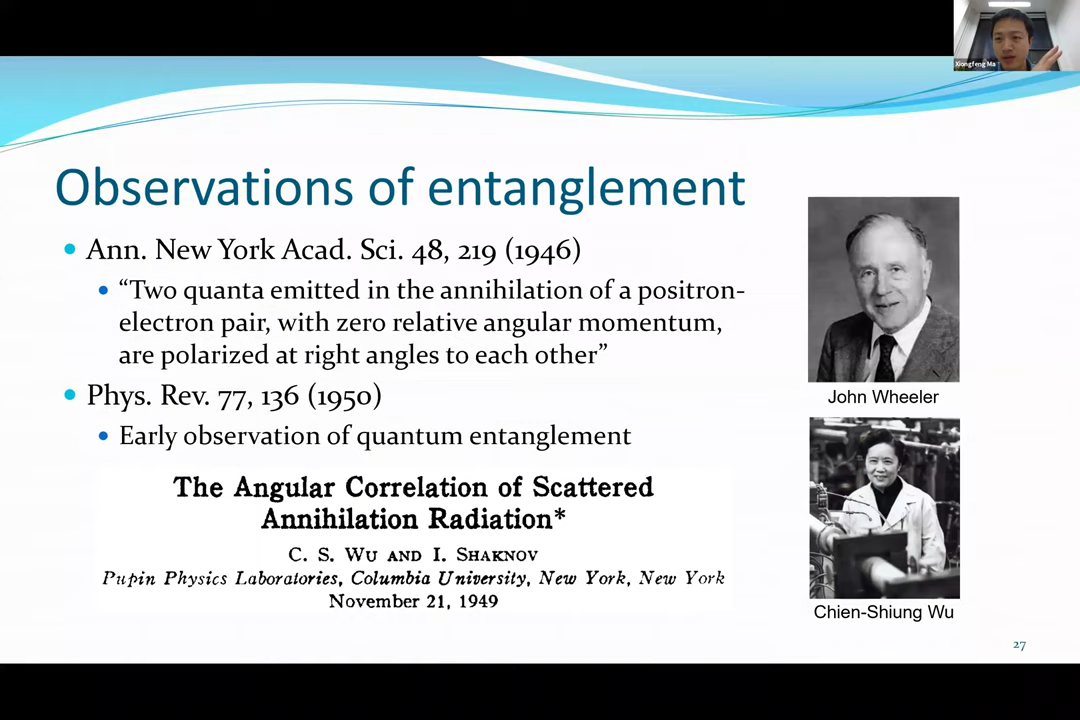 Xiongfeng Ma
Observations of entanglement
Ann. New York Acad. Sci. 48, 219 (1946)
“Two quanta emitted in the annihilation of a positron-
electron pair, with zero relative angular momentum,
are polarized at right angles to each other”
Phys. Rev. 77, 136 (1950)
Early observation of quantum entanglement
The Angular Correlation of Scattered
Annihilation Radiation*
C. S. Wu and I. Shaknov
Pupin Physics Laboratories, Columbia University, New York, New York
November 21, 1949
John Wheeler
Chien-Shiung Wu
27